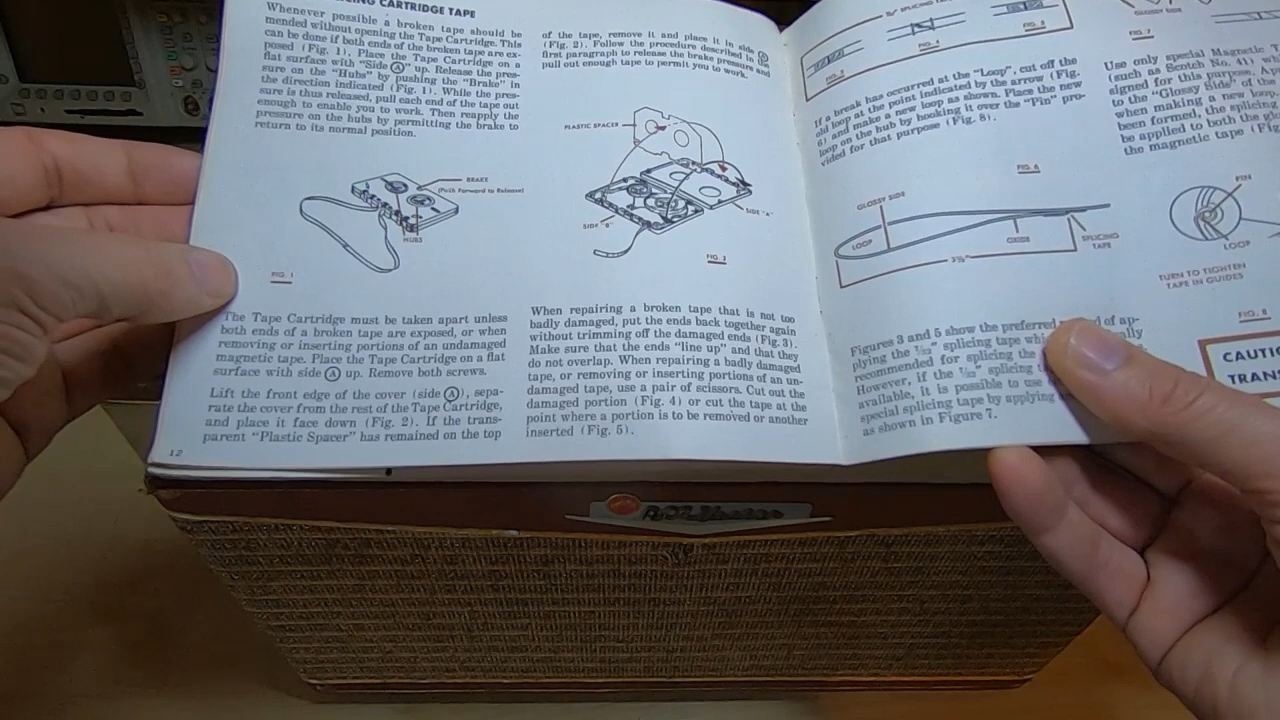 CARTRIDGE TAPE
Whenever possible a broken tape should be
mended without opening the Tape Cartridge. This
can be done if both ends of the broken tape are ex-
posed (Fig. 1). Place the Tape Cartridge on a
flat surface with "Side A" up. Release the pres-
sure on the "Hubs" by pushing the "Brake" in
the direction indicated (Fig. 1). While the pres-
sure is thus released, pull each end of the tape out
enough to enable you to work. Then reapply the
pressure on the hubs by permitting the brake to
return to its normal position.
BRAKE
(Push Forward to Release)
HUBS
FIG. 1
The Tape Cartridge must be taken apart unless
both ends of a broken tape are exposed, or when
removing or inserting portions of an undamaged
magnetic tape. Place the Tape Cartridge on a flat
surface with side A up. Remove both screws.
Lift the front edge of the cover (side A), sepa-
rate the cover from the rest of the Tape Cartridge,
and place it face down (Fig. 2). If the trans-
parent "Plastic Spacer" has remained on the top
12
of the tape, remove it and place it in side B
(Fig. 2). Follow the procedure described in the
first paragraph to release the brake pressure and
pull out enough tape to permit you to work.
PLASTIC SPACER
SIDE "A"
SIDE "B"
FIG. 2
When repairing a broken tape that is not too
badly damaged, put the ends back together again
without trimming off the damaged ends (Fig. 3).
Make sure that the ends "line up" and that they
do not overlap. When repairing a badly damaged
tape, or removing or inserting portions of an un-
damaged tape, use a pair of scissors. Cut out the
damaged portion (Fig. 4) or cut the tape at the
point where a portion is to be removed or another
inserted (Fig. 5).
SPLICING
FIG. 3
FIG. 4
FIG. 5
If a break has occurred at the "Loop", cut off the
old loop at the point indicated by the arrow (Fig.
6) and make a new loop as shown. Place the new
loop on the hub by hooking it over the "Pin" pro-
vided for that purpose (Fig. 8).
FIG. 6
GLOSSY SIDE
LOOP
OXIDE
SPLICING
TAPE
Figures 3 and 5 show the preferred of ap-
plying the 7/32" splicing tape
recommended for splicing the
However, if the 7/32" splicing
available, it is possible to use
special splicing tape by applying
as shown in Figure 7.
GLOSSY SIDE
FIG. 7
Use only special Magnetic
(such as Scotch No. 41)
signed for this purpose.
to the "Glossy Side" of
when making a new loop.
been formed, the splicing
be applied to both the
the magnetic tape
PIN
LOOP
TURN TO TIGHTEN
TAPE IN GUIDES
FIG. 8
RCA Victor